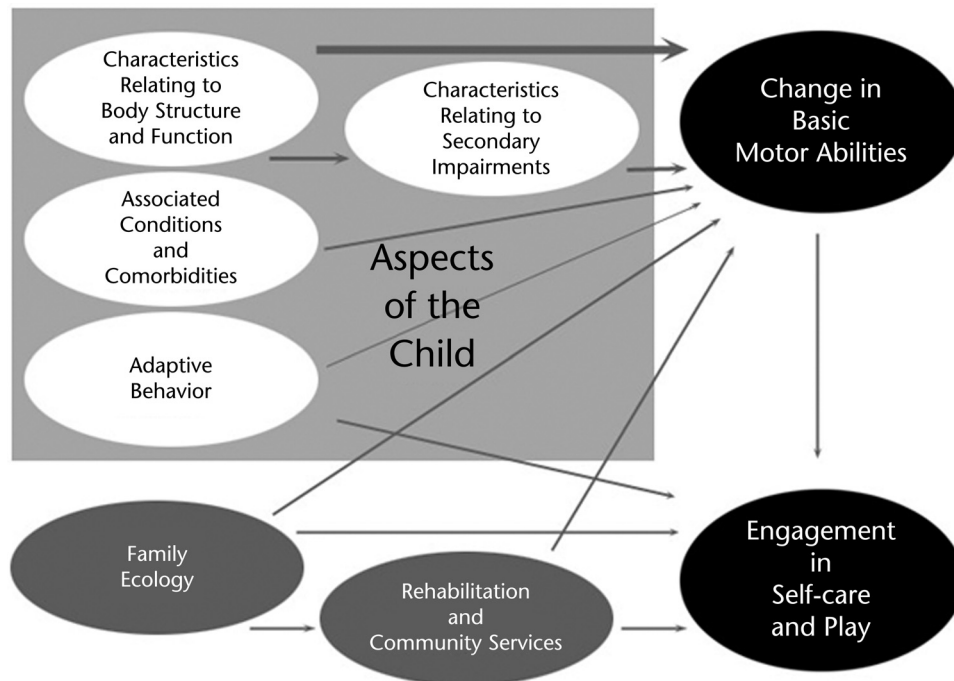 Characteristics
Relating to
Body Structure
and Function
Characteristics
Relating to
Secondary
Impairments
Change in
Basic
Motor Abilities
Associated
Conditions
and
Comorbidities
Aspects
of the
Child
Adaptive
Behavior
Family
Ecology
Rehabilitation
and
Community Services
Engagement
in
Self-care
and Play